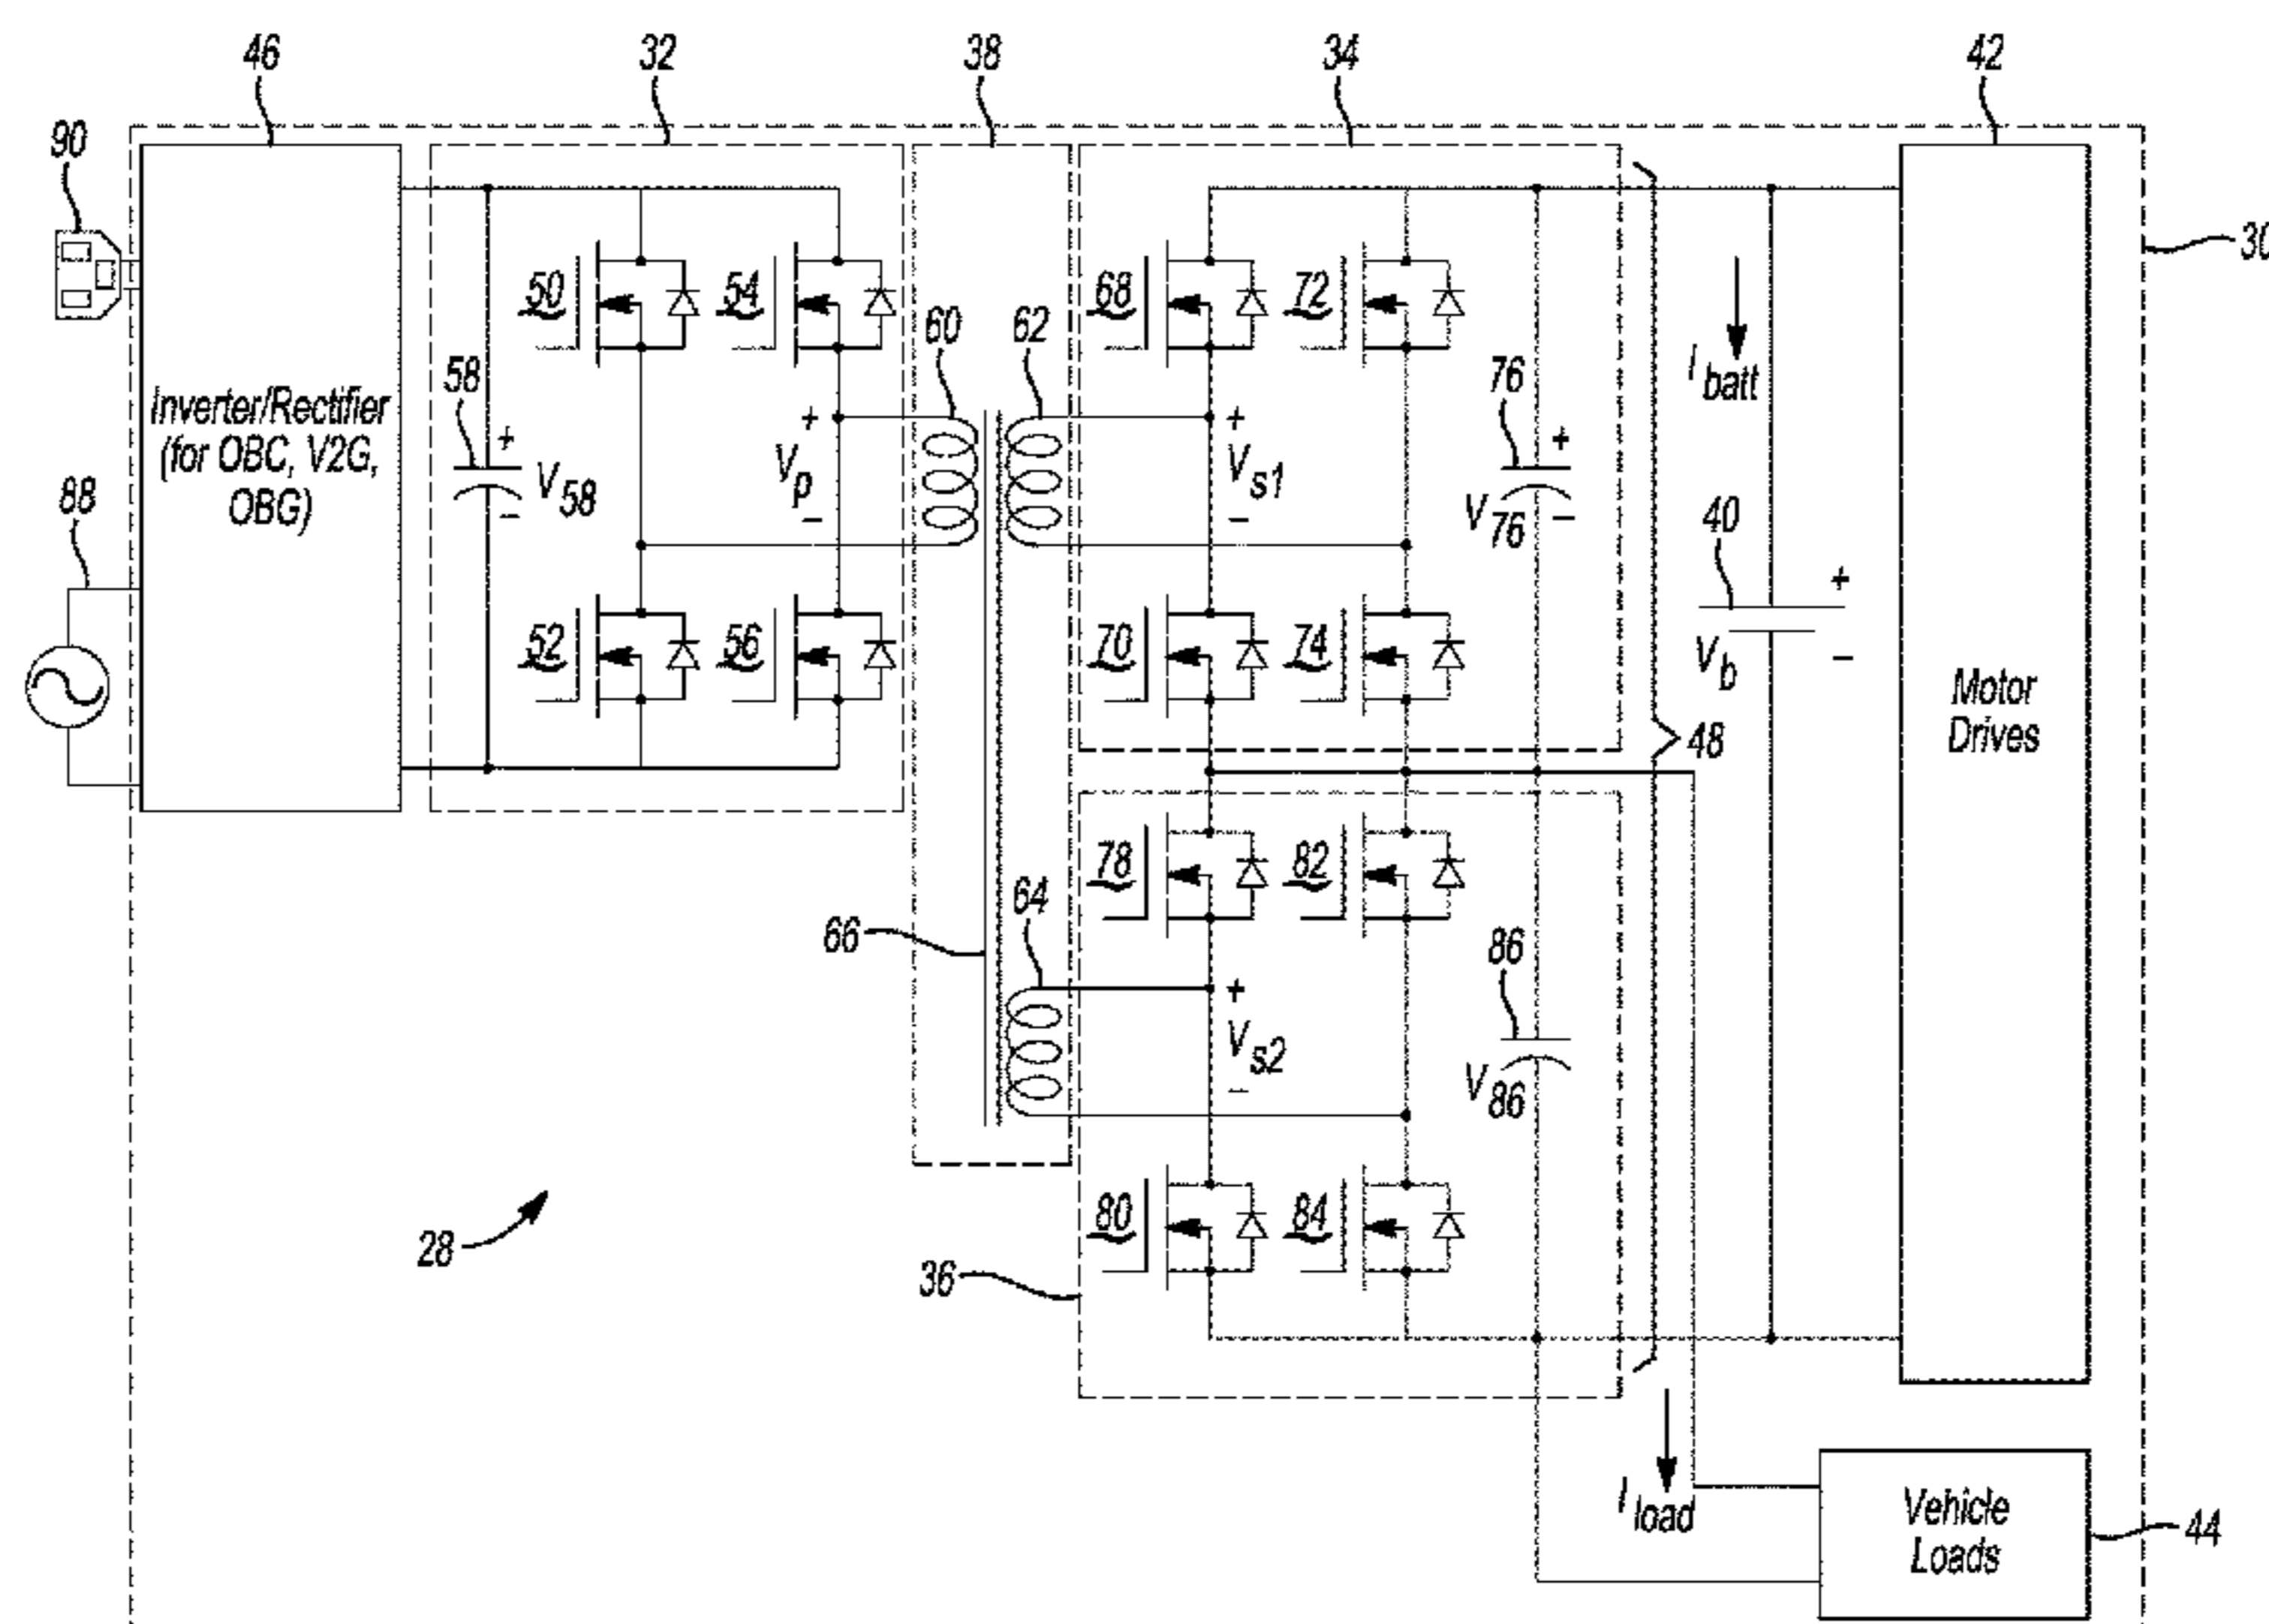 46
32
38
34
42
90
30
50
54
68
72
60
62
58
76
I batt
Inverter/Rectifier
(for OBC, V2G,
OBG)
+
Vp
−
+
Vs1
−
+
V58
−
+
V76
−
88
40
+
Vb
−
52
56
70
74
48
Motor
Drives
78
82
64
66
86
+
Vs2
−
V86
80
84
28
36
I load
Vehicle
Loads
44